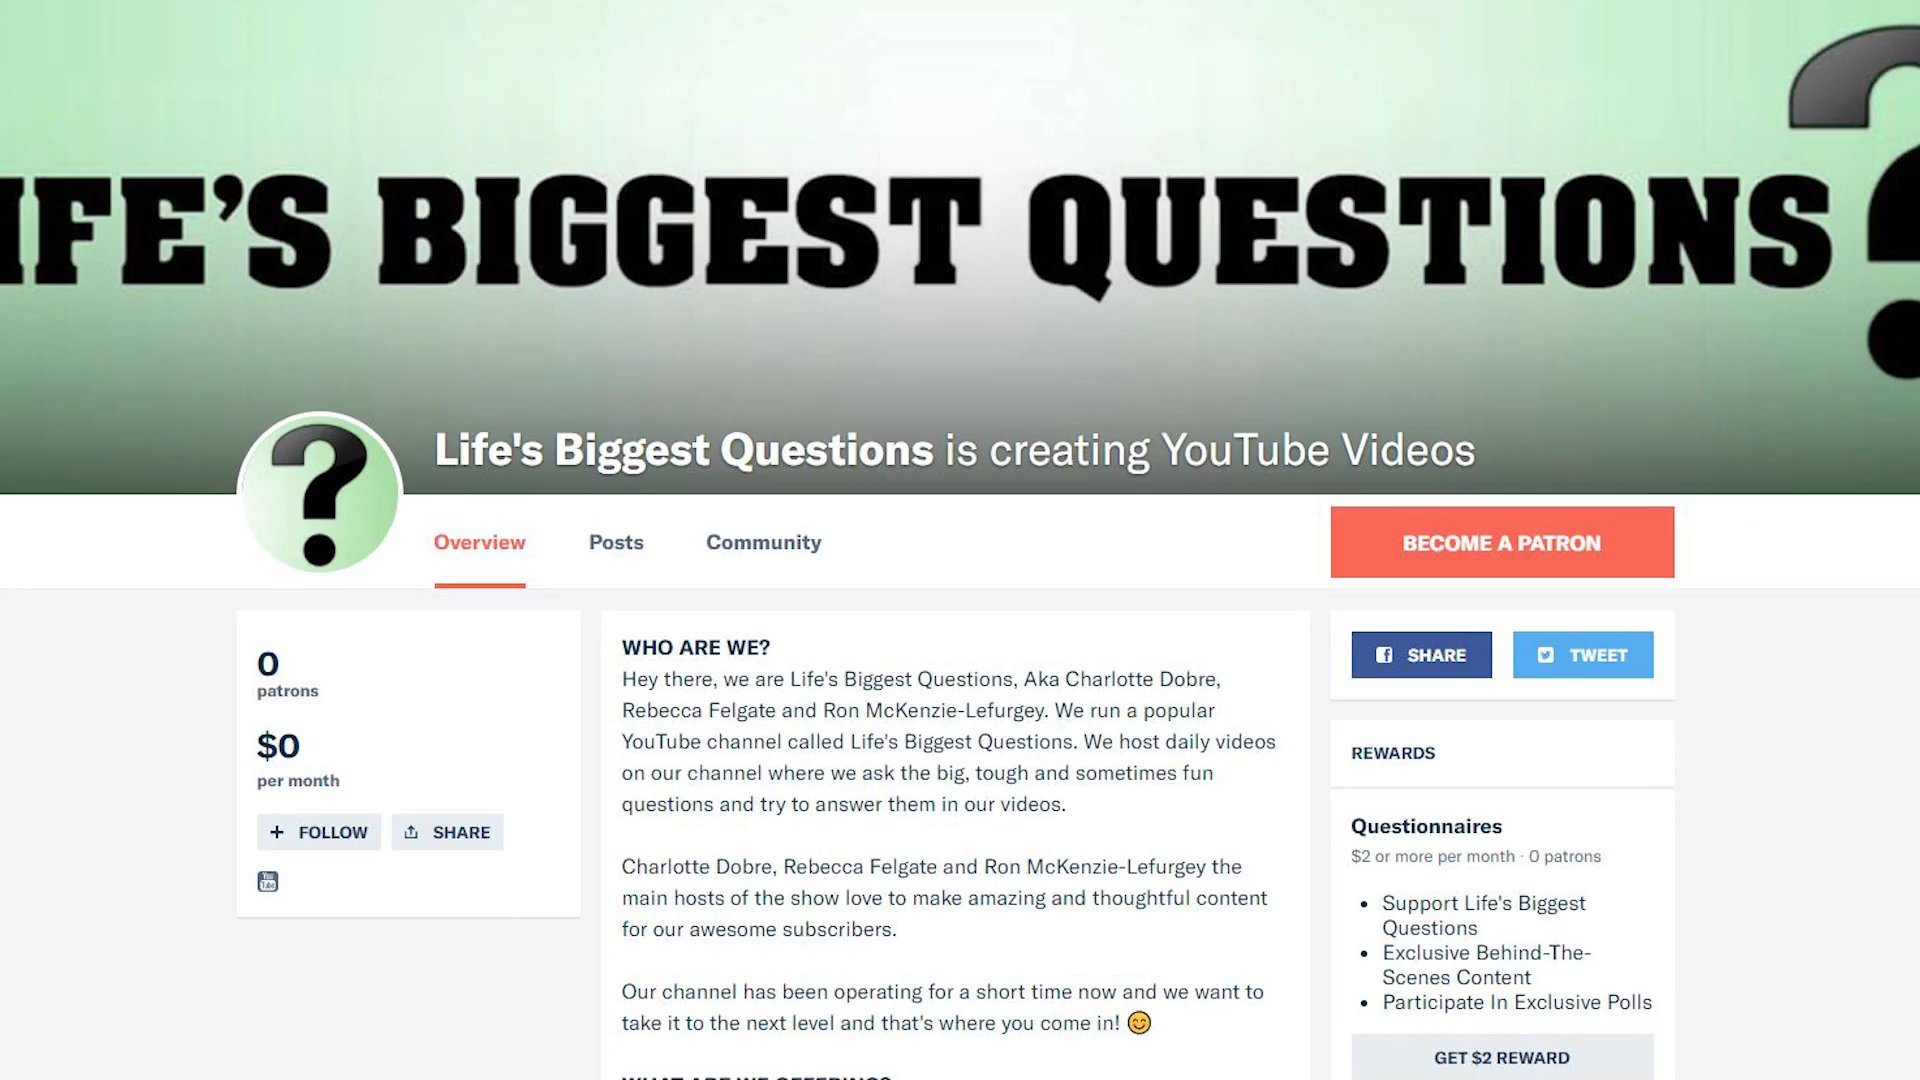 IFE'S BIGGEST QUESTIONS?
?
Life's Biggest Questions is creating YouTube Videos
Overview
Posts
Community
BECOME A PATRON
0
patrons
$0
per month
+ FOLLOW
SHARE
You
Tube
WHO ARE WE?
Hey there, we are Life's Biggest Questions, Aka Charlotte Dobre,
Rebecca Felgate and Ron McKenzie-Lefurgey. We run a popular
YouTube channel called Life's Biggest Questions. We host daily videos
on our channel where we ask the big, tough and sometimes fun
questions and try to answer them in our videos.
Charlotte Dobre, Rebecca Felgate and Ron McKenzie-Lefurgey the
main hosts of the show love to make amazing and thoughtful content
for our awesome subscribers.
Our channel has been operating for a short time now and we want to
take it to the next level and that's where you come in! 😊
WHAT ARE WE OFFERING?
SHARE
TWEET
REWARDS
Questionnaires
$2 or more per month · 0 patrons
• Support Life's Biggest
Questions
• Exclusive Behind-The-
Scenes Content
• Participate In Exclusive Polls
GET $2 REWARD